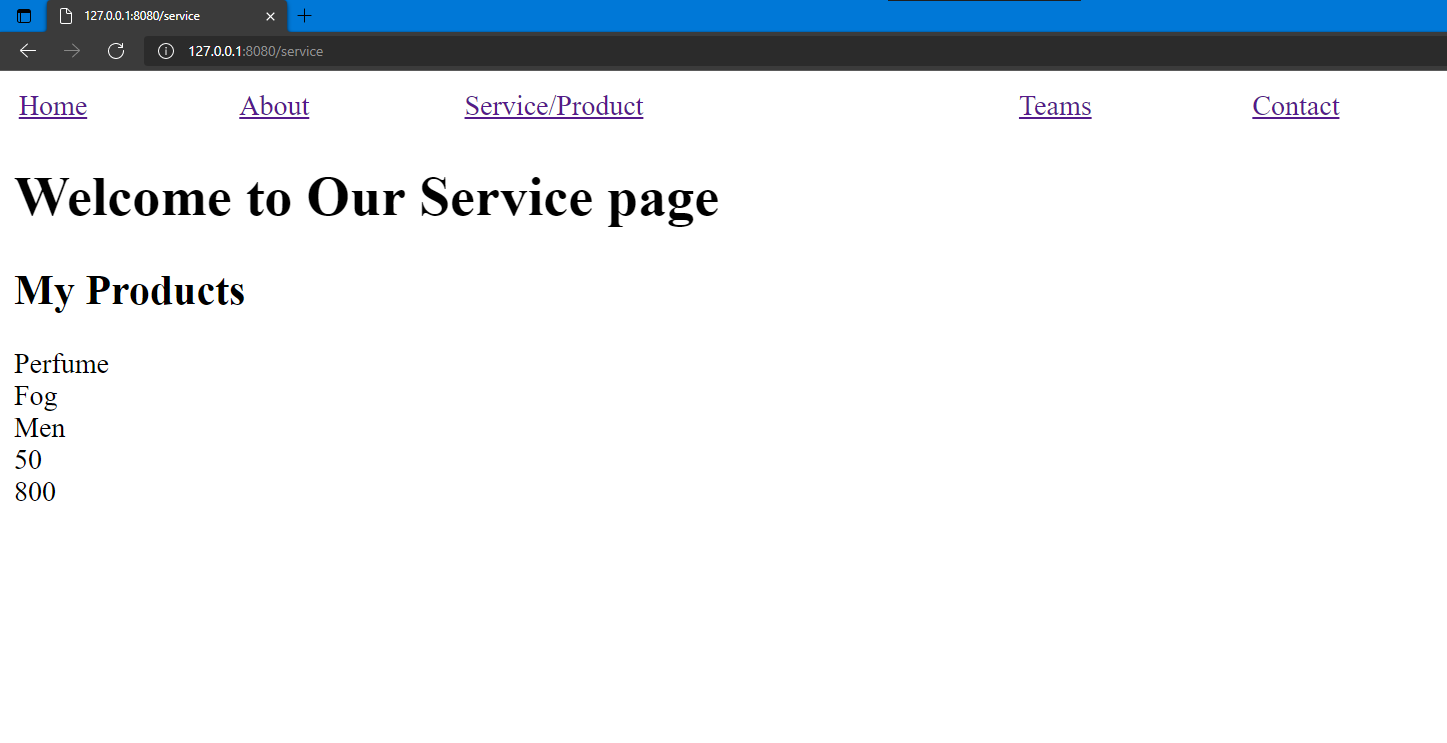 127.0.0.1:8080/service
127.0.0.1:8080/service
Home About Service/Product Teams Contact
Welcome to Our Service page
My Products
Perfume
Fog
Men
50
800